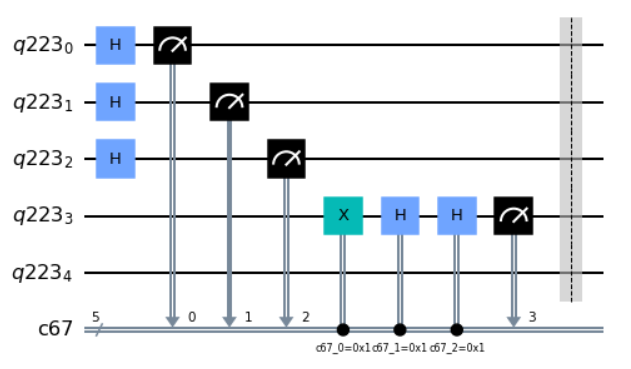 q223₀ H
q223₁ H
q223₂ H
q223₃ X H H
q223₄
c67 5 0 1 2 3
c67_0=0x1 c67_1=0x1 c67_2=0x1